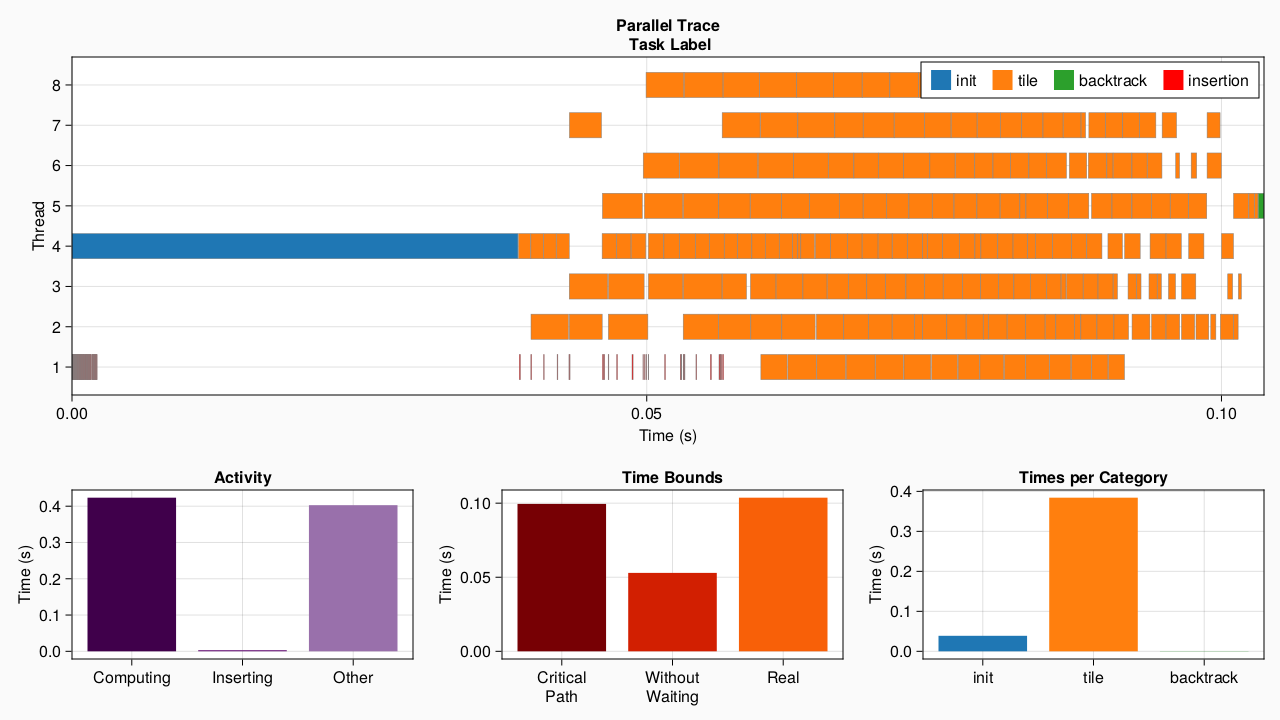 Parallel Trace
Task Label
init tile backtrack insertion
Thread
8
7
6
5
4
3
2
1
0.00 0.05 0.10
Time (s)
Activity
Time (s)
0.4
0.3
0.2
0.1
0.0
Computing Inserting Other
Time Bounds
Time (s)
0.10
0.05
0.00
Critical Path Without Waiting Real
Times per Category
Time (s)
0.4
0.3
0.2
0.1
0.0
init tile backtrack